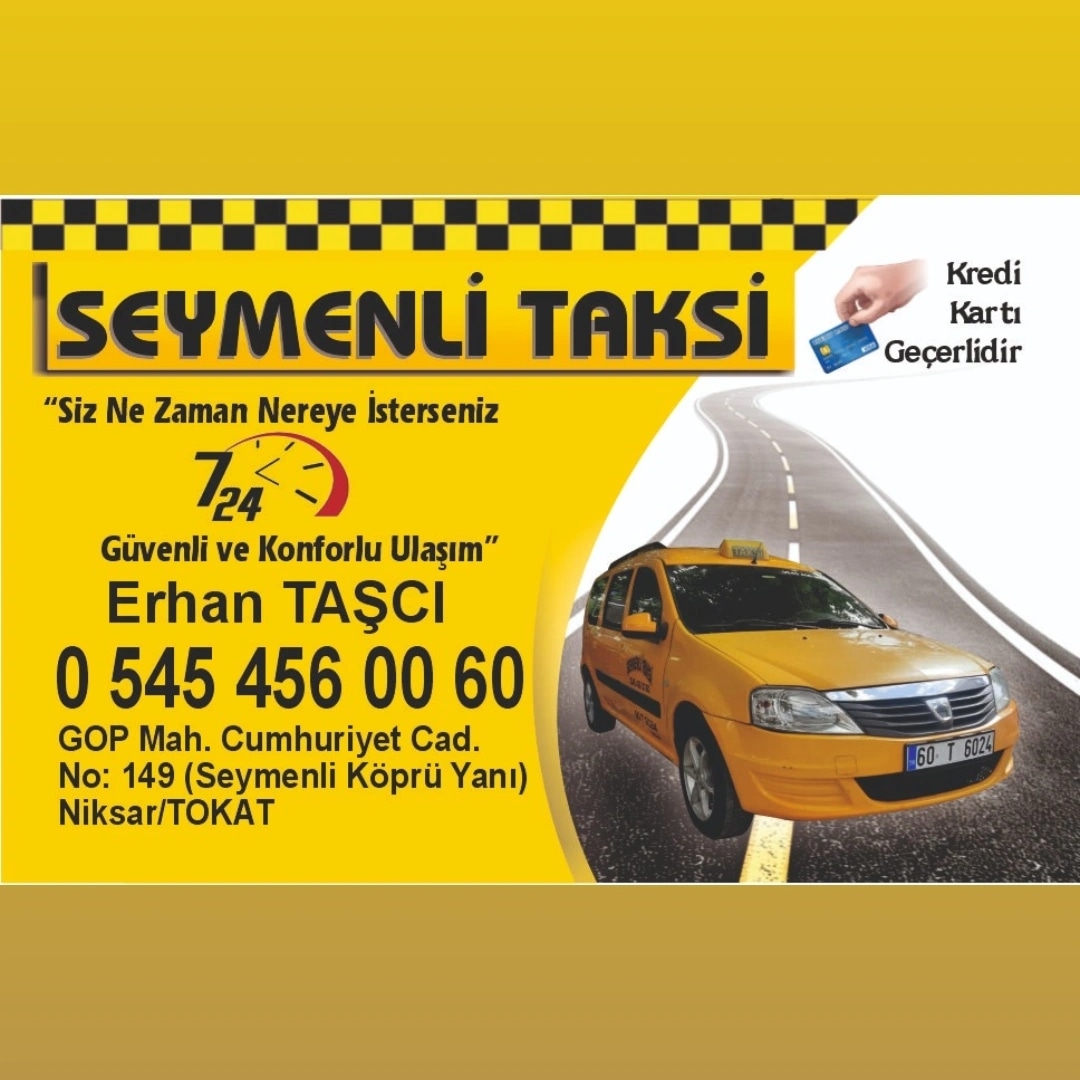 SEYMENLİ TAKSİ
Kredi
Kartı
Geçerlidir
“Siz Ne Zaman Nereye İsterseniz
7
24
Güvenli ve Konforlu Ulaşım”
Erhan TAŞCI
0 545 456 00 60
GOP Mah. Cumhuriyet Cad.
No: 149 (Seymenli Köprü Yanı)
Niksar/TOKAT
TAKSİ
60 T 6024